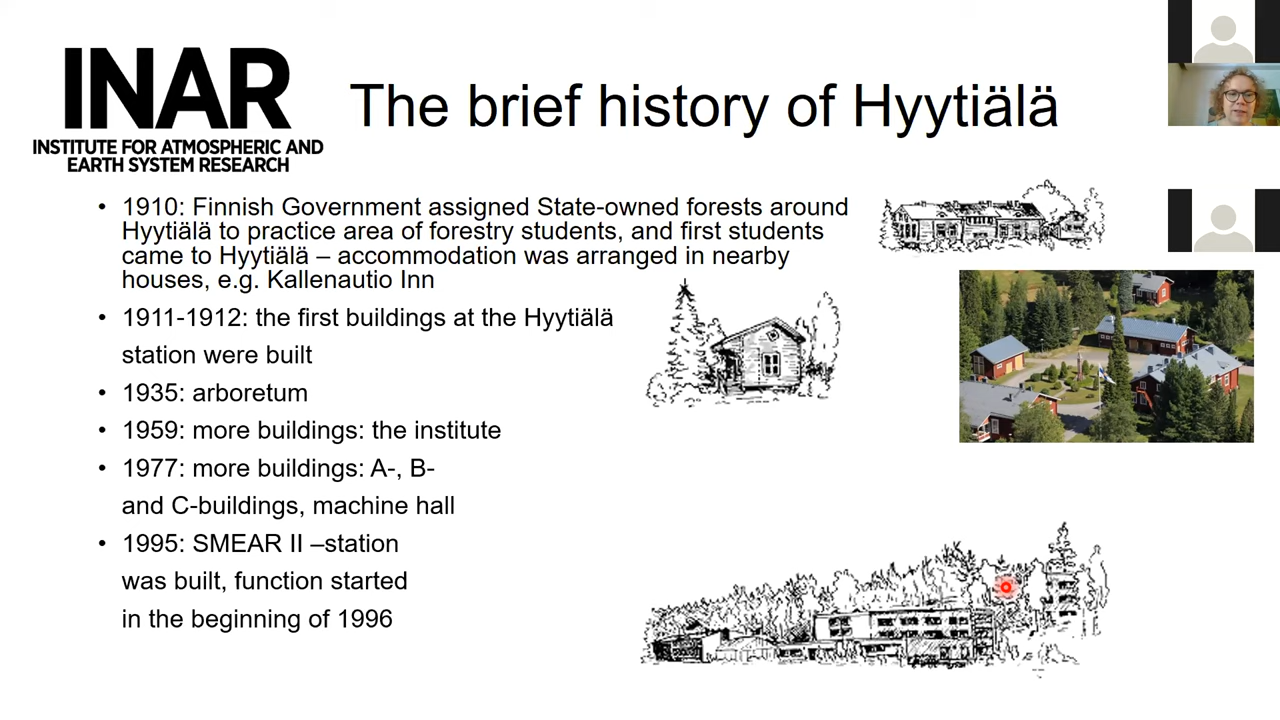 INAR
INSTITUTE FOR ATMOSPHERIC AND
EARTH SYSTEM RESEARCH
The brief history of Hyytiälä
• 1910: Finnish Government assigned State-owned forests around
Hyytiälä to practice area of forestry students, and first students
came to Hyytiälä – accommodation was arranged in nearby
houses, e.g. Kallenautio Inn
• 1911-1912: the first buildings at the Hyytiälä
station were built
• 1935: arboretum
• 1959: more buildings: the institute
• 1977: more buildings: A-, B-
and C-buildings, machine hall
• 1995: SMEAR II –station
was built, function started
in the beginning of 1996